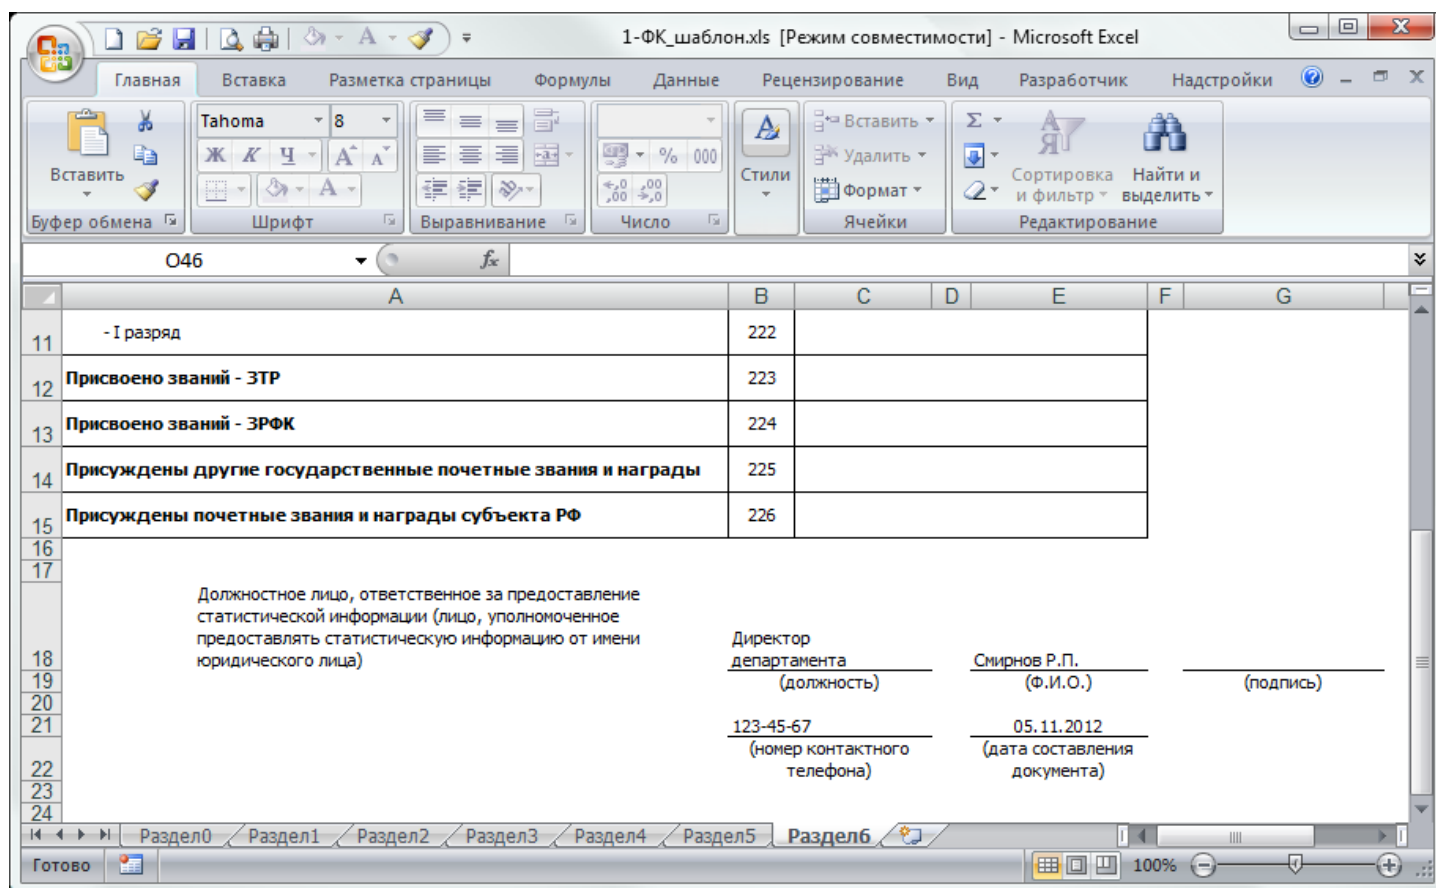 1-ФК_шаблон.xls [Режим совместимости] - Microsoft Excel
Главная Вставка Разметка страницы Формулы Данные Рецензирование Вид Разработчик Надстройки
Tahoma 8
Ж К Ч А А
А
Вставить
% 000
,0 ,00
,00 ,0
Стили
Вставить
Удалить
Формат
Σ
А
Я
Сортировка и фильтр
Найти и выделить
Буфер обмена Шрифт Выравнивание Число Ячейки Редактирование
O46 fx
A B C D E F G
11 - I разряд 222
12 Присвоено званий - ЗТР 223
13 Присвоено званий - ЗРФК 224
14 Присуждены другие государственные почетные звания и награды 225
15 Присуждены почетные звания и награды субъекта РФ 226
16
17
Должностное лицо, ответственное за предоставление
статистической информации (лицо, уполномоченное
предоставлять статистическую информацию от имени Директор
18 юридического лица) департамента Смирнов Р.П.
19 (должность) (Ф.И.О.) (подпись)
20
21 123-45-67 05.11.2012
(номер контактного (дата составления
22 телефона) документа)
23
24
Раздел0 Раздел1 Раздел2 Раздел3 Раздел4 Раздел5 Раздел6
Готово 100%